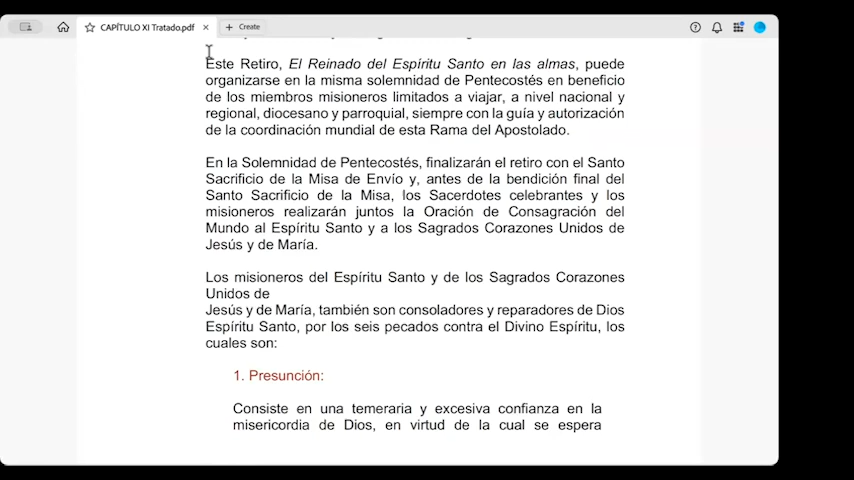 CAPÍTULO XI Tratado.pdf
Create
Este Retiro, El Reinado del Espíritu Santo en las almas, puede
organizarse en la misma solemnidad de Pentecostés en beneficio
de los miembros misioneros limitados a viajar, a nivel nacional y
regional, diocesano y parroquial, siempre con la guía y autorización
de la coordinación mundial de esta Rama del Apostolado.
En la Solemnidad de Pentecostés, finalizarán el retiro con el Santo
Sacrificio de la Misa de Envío y, antes de la bendición final del
Santo Sacrificio de la Misa, los Sacerdotes celebrantes y los
misioneros realizarán juntos la Oración de Consagración del
Mundo al Espíritu Santo y a los Sagrados Corazones Unidos de
Jesús y de María.
Los misioneros del Espíritu Santo y de los Sagrados Corazones
Unidos de
Jesús y de María, también son consoladores y reparadores de Dios
Espíritu Santo, por los seis pecados contra el Divino Espíritu, los
cuales son:
1. Presunción:
Consiste en una temeraria y excesiva confianza en la
misericordia de Dios, en virtud de la cual se espera